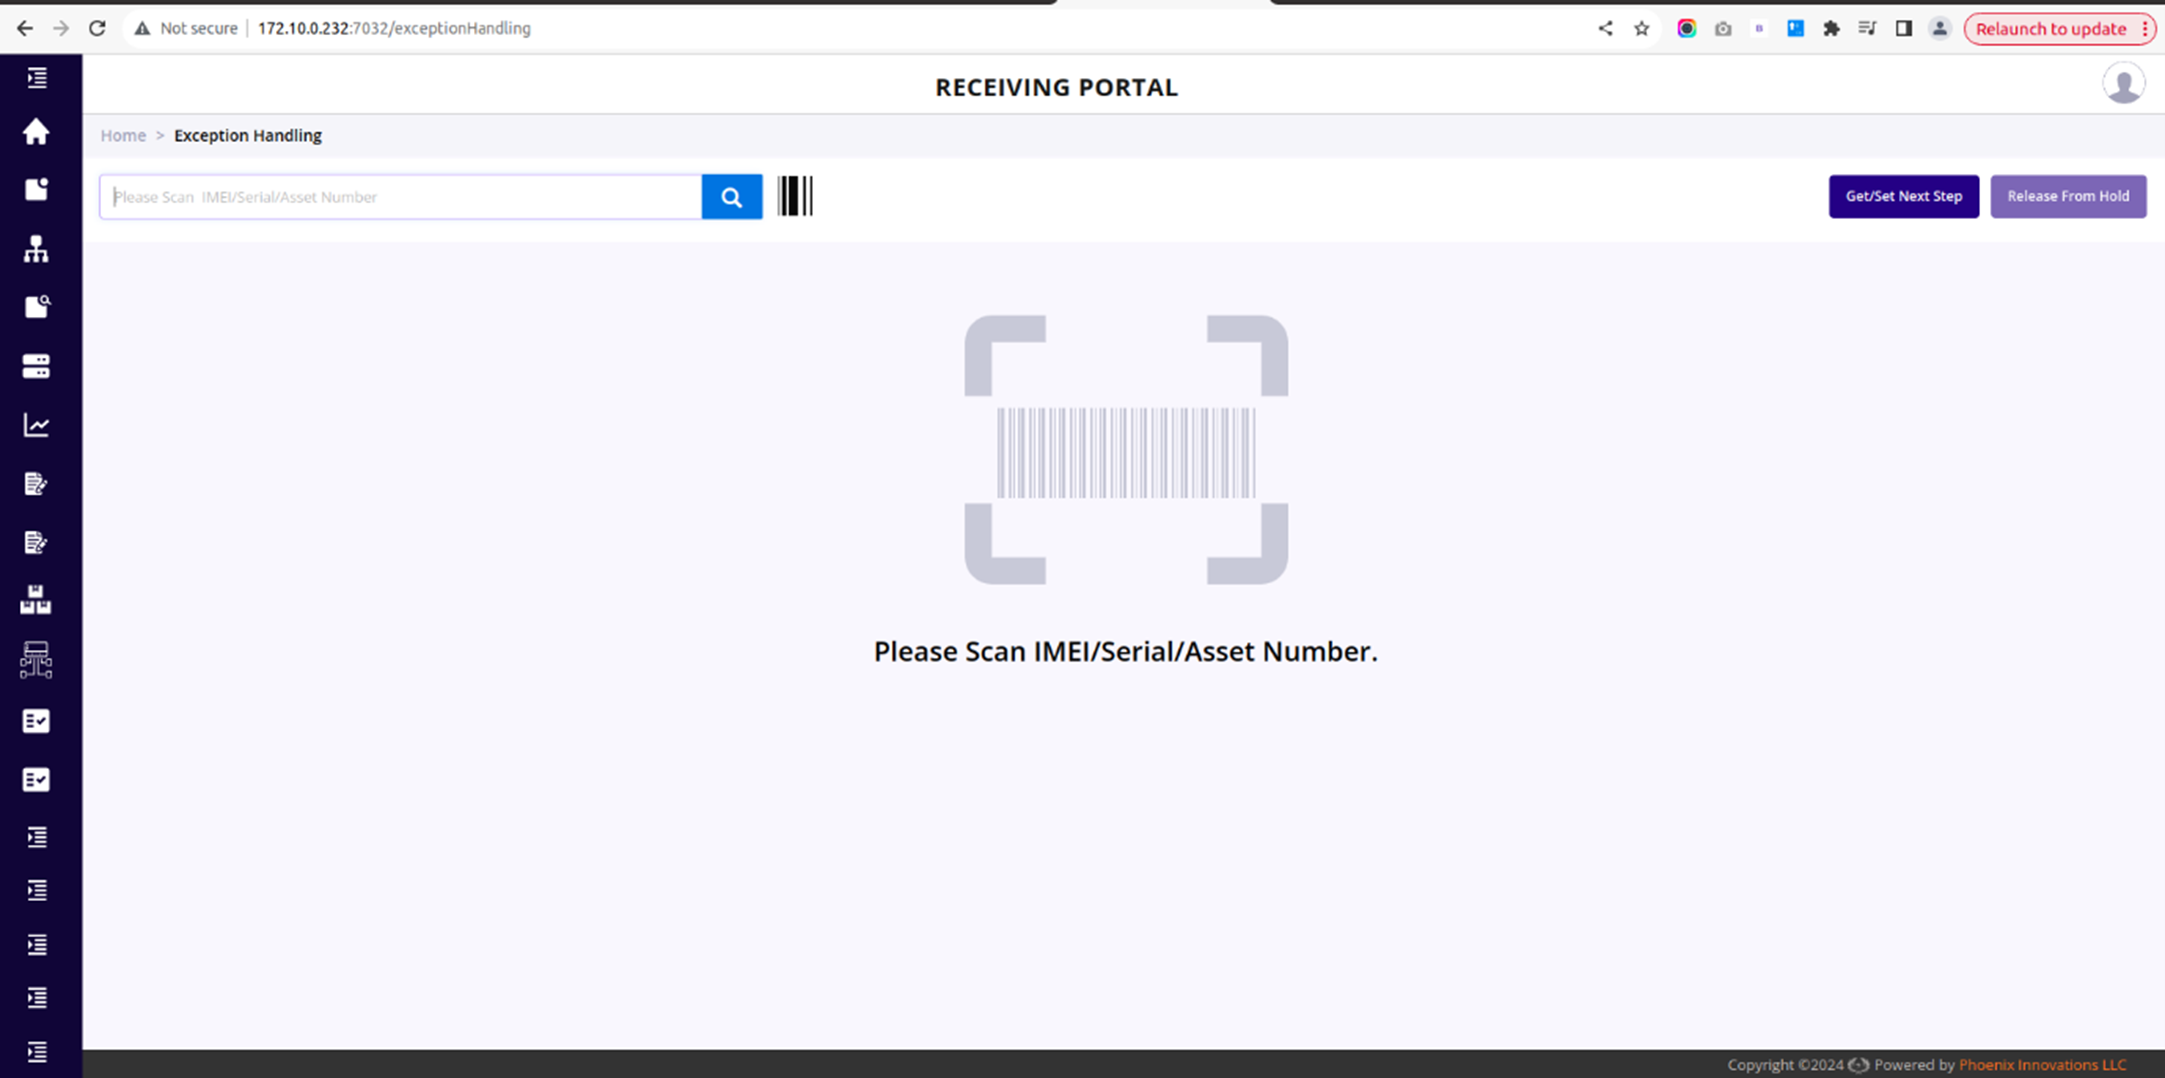 Not secure 172.10.0.232:7032/exceptionHandling Relaunch to update
RECEIVING PORTAL
Home > Exception Handling
Please Scan IMEI/Serial/Asset Number Get/Set Next Step Release From Hold
Please Scan IMEI/Serial/Asset Number.
Copyright ©2024 Powered by Phoenix Innovations LLC